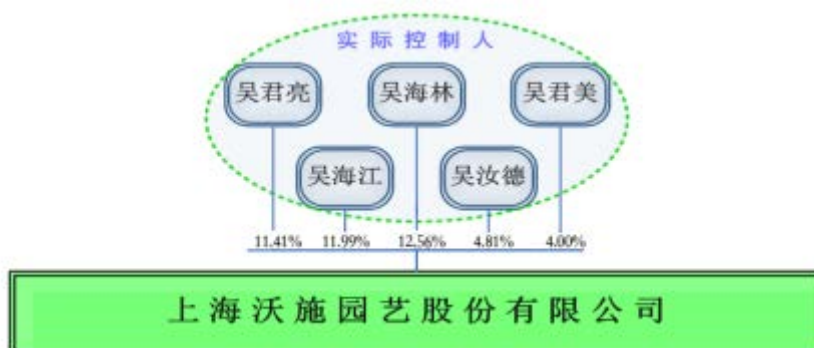 实际控制人
吴君亮 吴海林 吴君美
吴海江 吴汝德
11.41% 11.99% 12.56% 4.81% 4.00%
上海沃施园艺股份有限公司